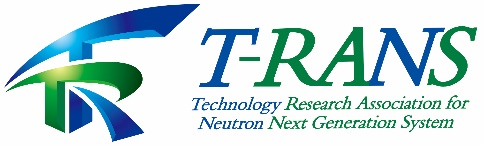 T-RANS
Technology Research Association for
Neutron Next Generation System